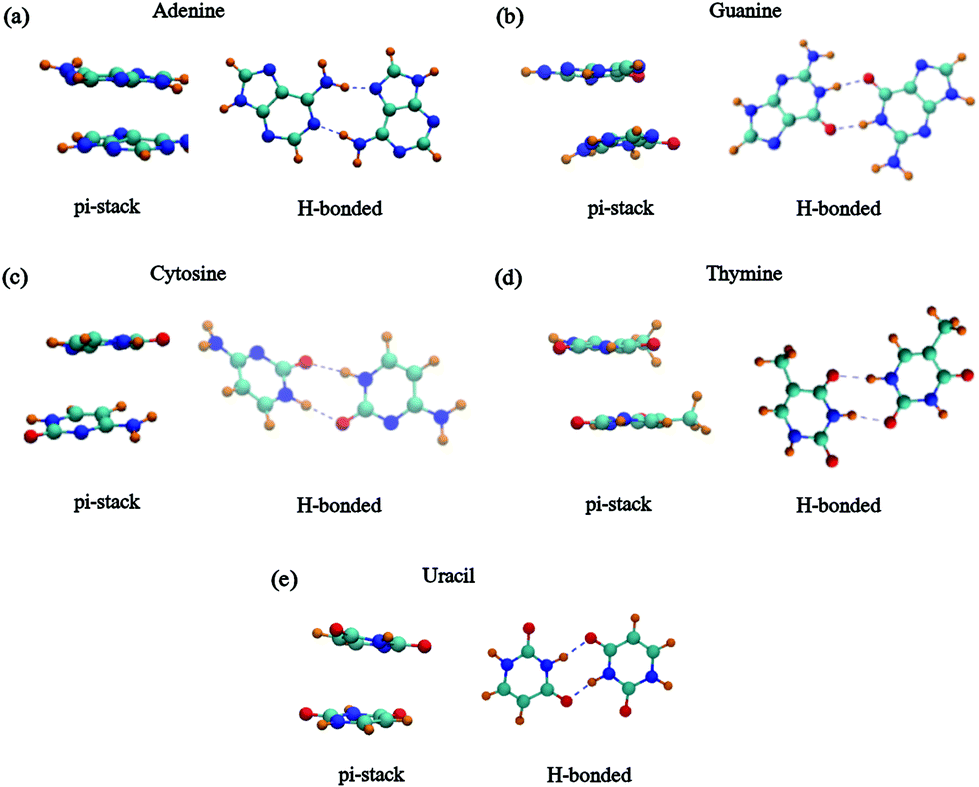 (a) Adenine
pi-stack H-bonded
(b) Guanine
pi-stack H-bonded
(c) Cytosine
pi-stack H-bonded
(d) Thymine
pi-stack H-bonded
(e) Uracil
pi-stack H-bonded